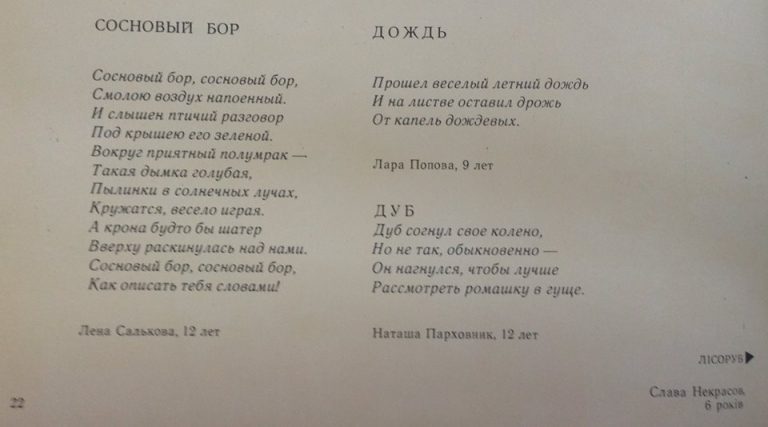 СОСНОВЫЙ БОР
Сосновый бор, сосновый бор,
Смолою воздух напоенный.
И слышен птичий разговор
Под крышею его зеленой.
Вокруг приятный полумрак —
Такая дымка голубая,
Пылинки в солнечных лучах,
Кружатся, весело играя.
А крона будто бы шатер
Вверху раскинулась над нами.
Сосновый бор, сосновый бор,
Как описать тебя словами!
Лена Салькова, 12 лет
ДОЖДЬ
Прошел веселый летний дождь
И на листве оставил дрожь
От капель дождевых.
Лара Попова, 9 лет
ДУБ
Дуб согнул свое колено,
Но не так, обыкновенно —
Он нагнулся, чтобы лучше
Рассмотреть ромашку в гуще.
Наташа Парховник, 12 лет
ЛІСОРУБ
Слава Некрасов,
6 років
22